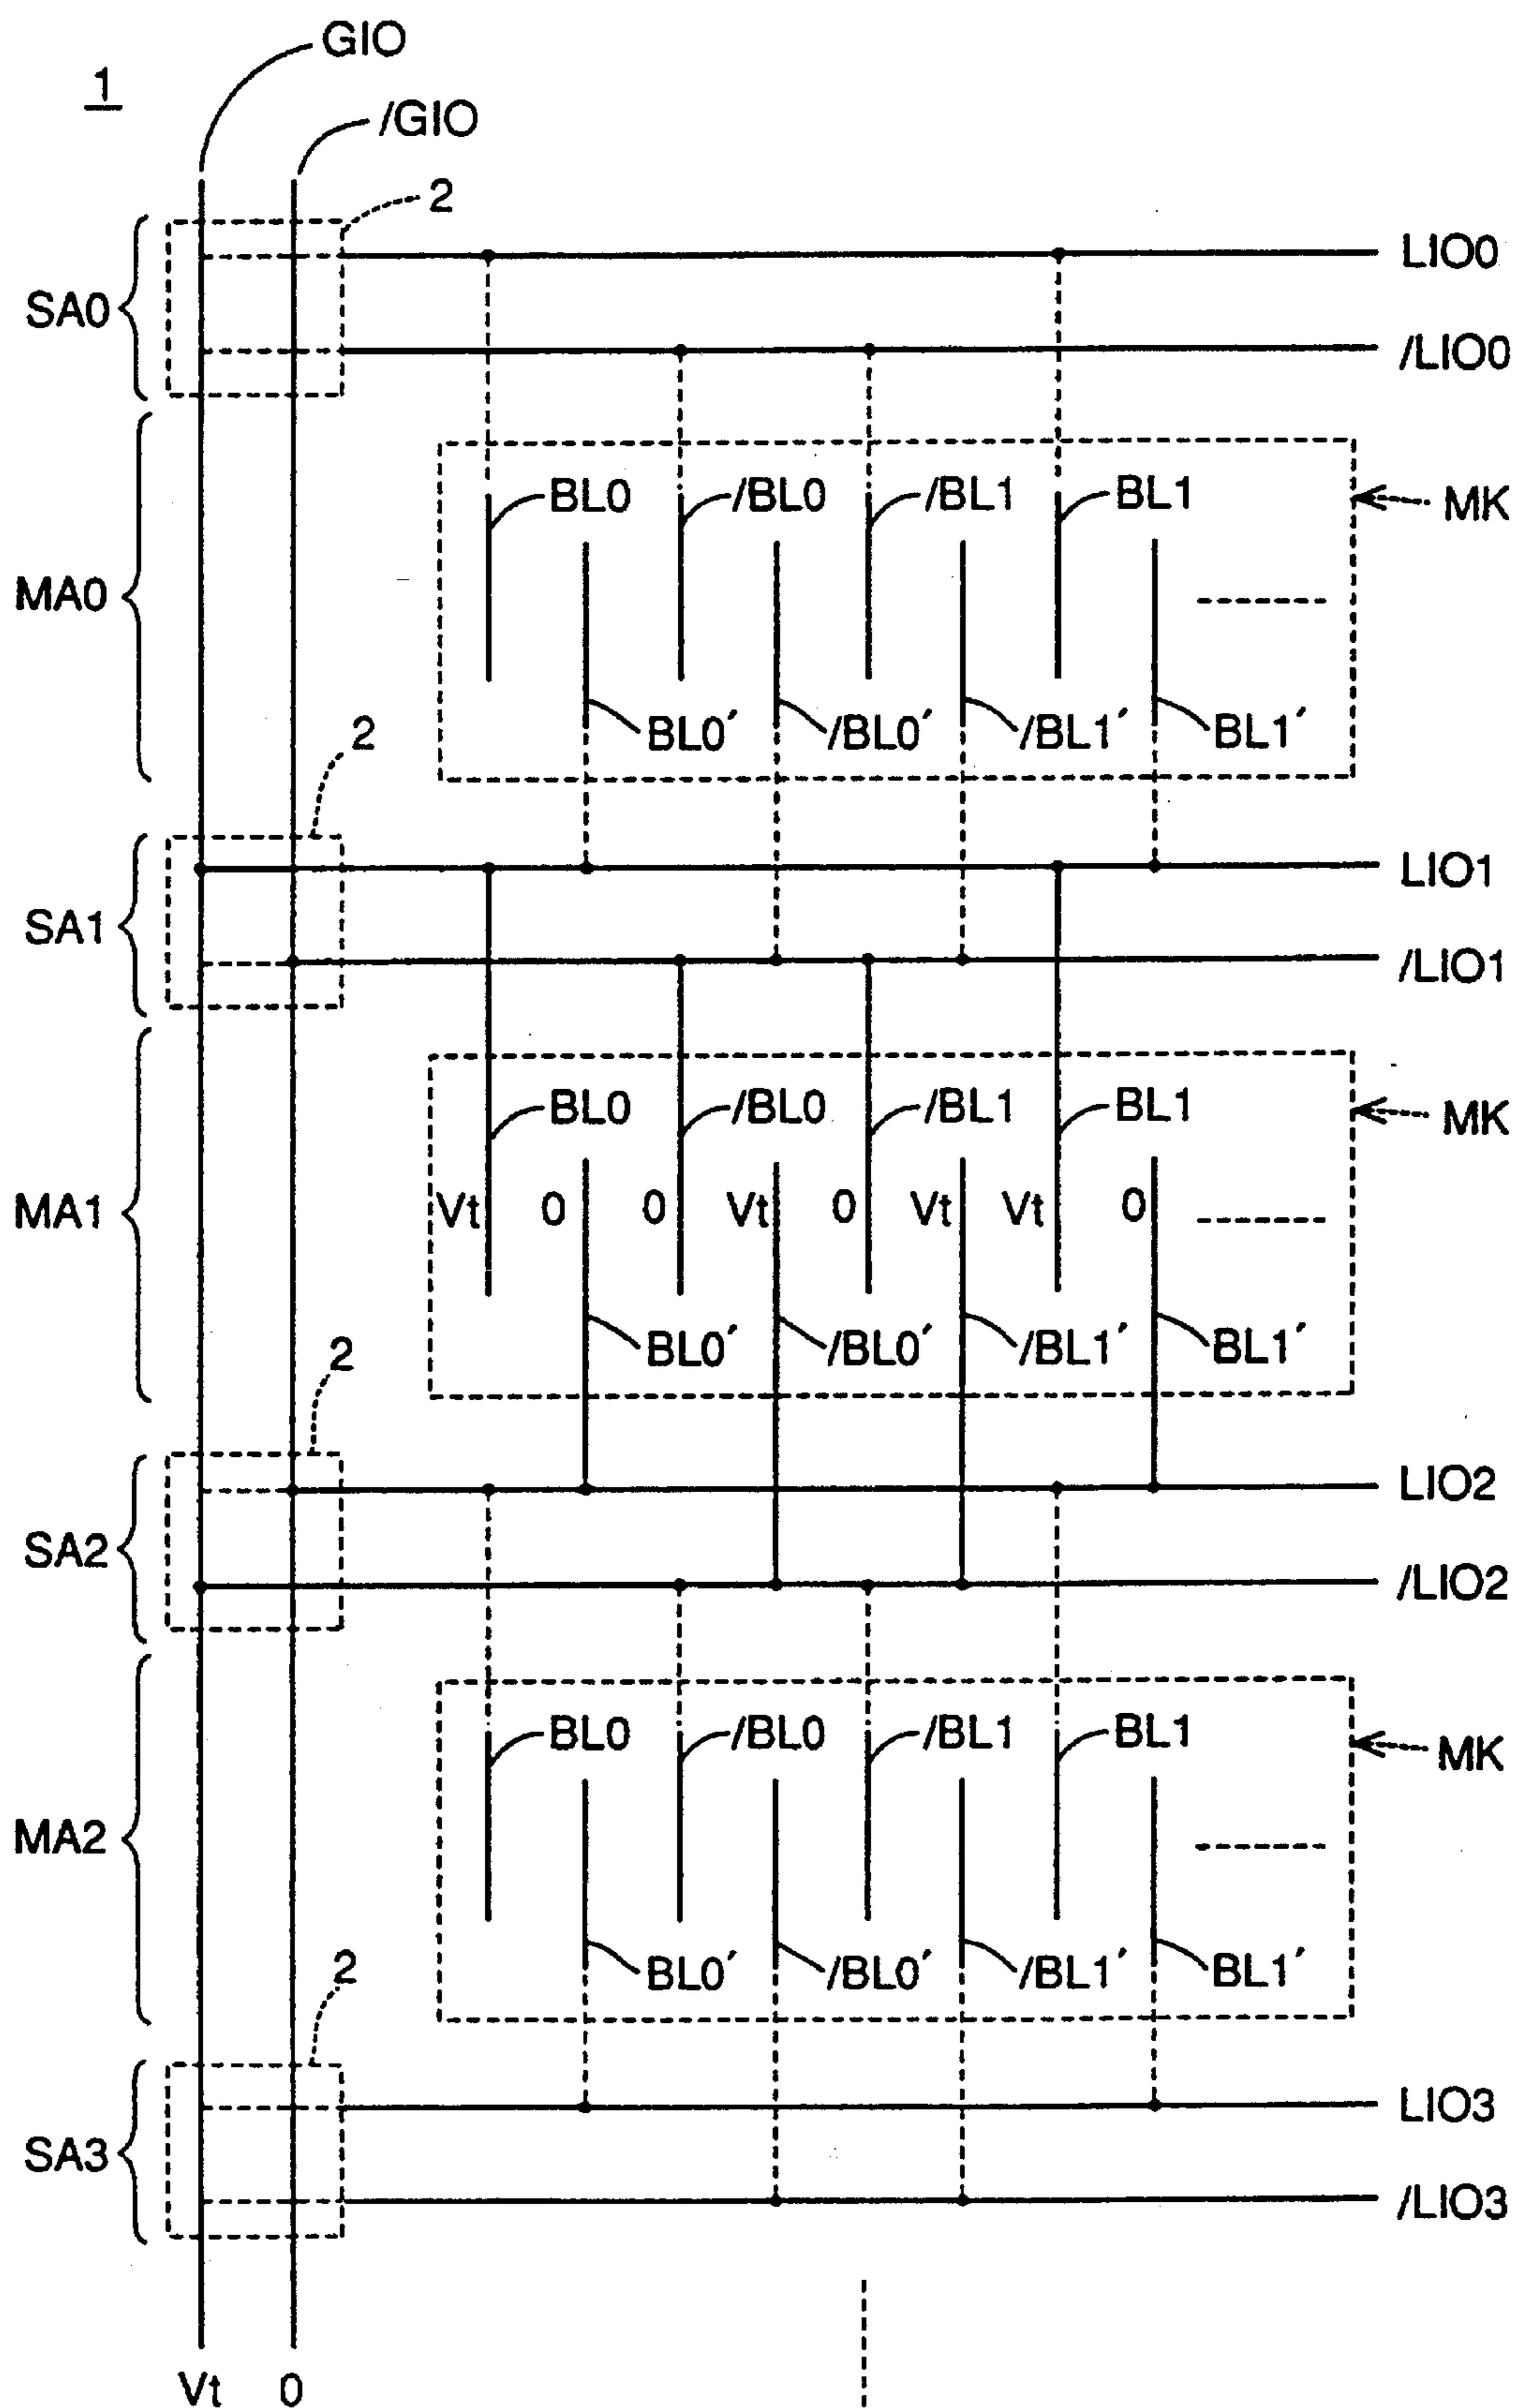 GIO
1
/GIO
2
LIO0
SA0
/LIO0
BL0 /BL0 /BL1 BL1
MK
MA0
BL0′ /BL0′ /BL1′ BL1′
2
LIO1
SA1
/LIO1
BL0 /BL0 /BL1 BL1
MK
MA1
Vt 0 0 Vt 0 Vt Vt 0
BL0′ /BL0′ /BL1′ BL1′
2
LIO2
SA2
/LIO2
BL0 /BL0 /BL1 BL1
MK
MA2
BL0′ /BL0′ /BL1′ BL1′
2
LIO3
SA3
/LIO3
Vt 0